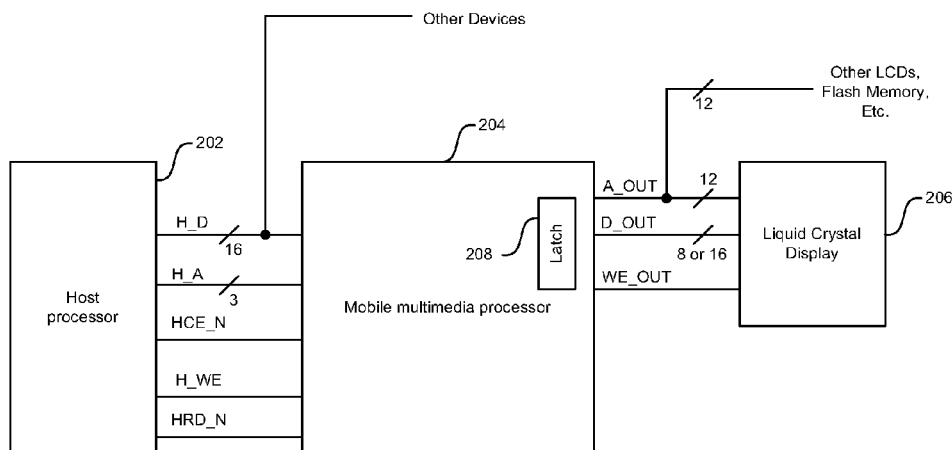 Other Devices
Other LCDs,
Flash Memory,
Etc.
12
202
204
206
H_D
16
H_A
3
HCE_N
H_WE
HRD_N
Host
processor
Mobile multimedia processor
208
Latch
A_OUT
12
D_OUT
8 or 16
WE_OUT
Liquid Crystal
Display